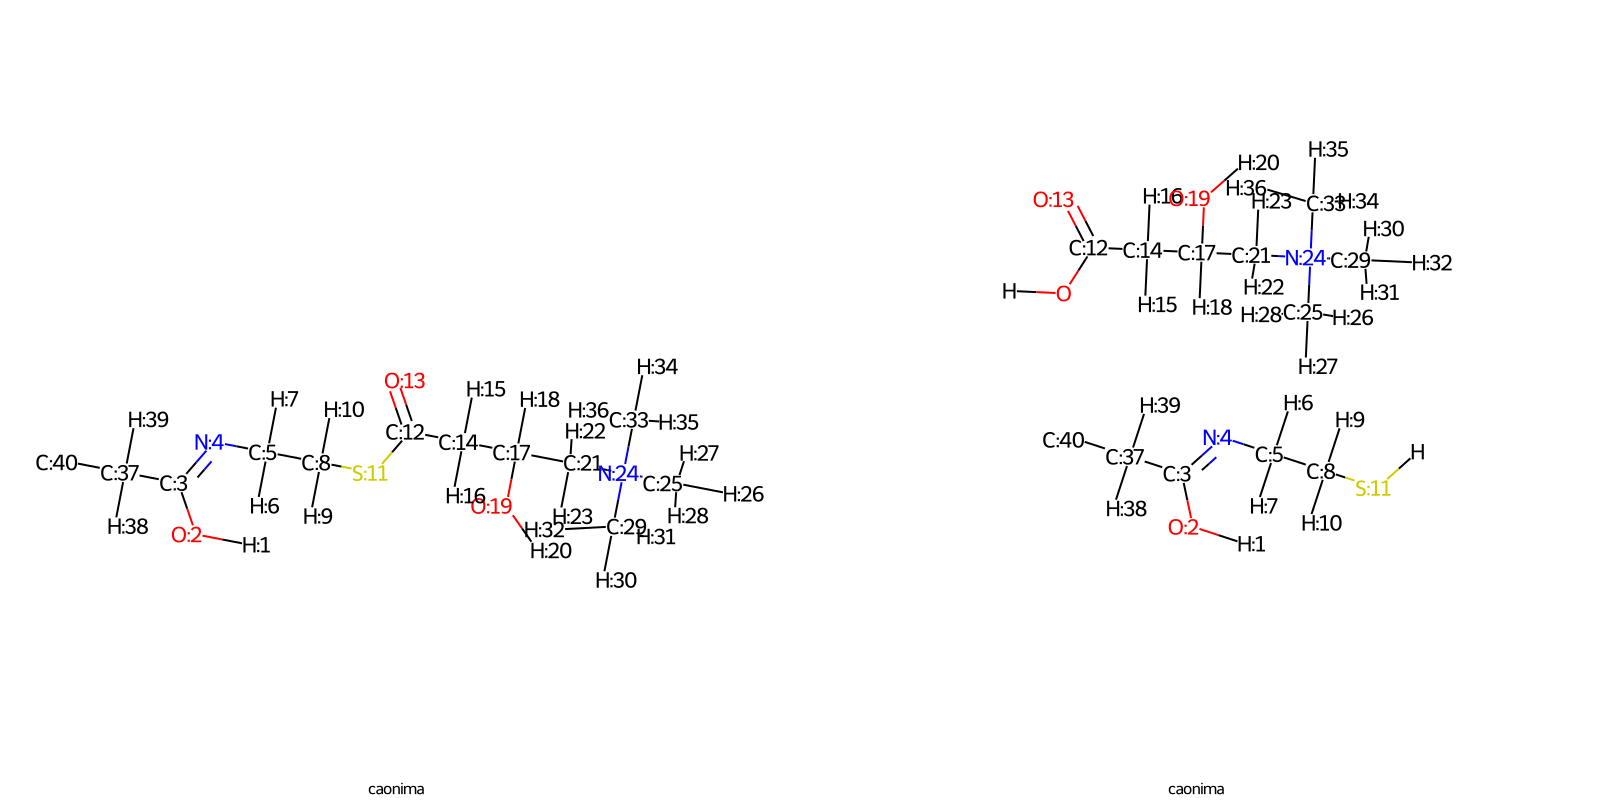 H:34
H:36 C:33 H:35
H:7 O:13 H:15 H:18 H:22 H:27
H:39 H:10
C:40 C:37 C:3 N:4 C:5 C:8 S:11 C:12 C:14 C:17 C:21 N:24 C:25 H:26
H:38 H:6 H:9 H:16 O:19 H:23 H:28
O:2 H:1 H:32 C:29 H:31
H:20
H:30
caonima
H:35
H:20
O:13 H:16 O:19 H:36 H:23 C:33 H:34
H:30
C:12 C:14 C:17 C:21 N:24 C:29 H:32
H O H:15 H:18 H:22 H:31
H:28 C:25 H:26
H:27
H:39 H:6 H:9
C:40 C:37 C:3 N:4 C:5 C:8 S:11 H
H:38 H:7 H:10
O:2 H:1
caonima